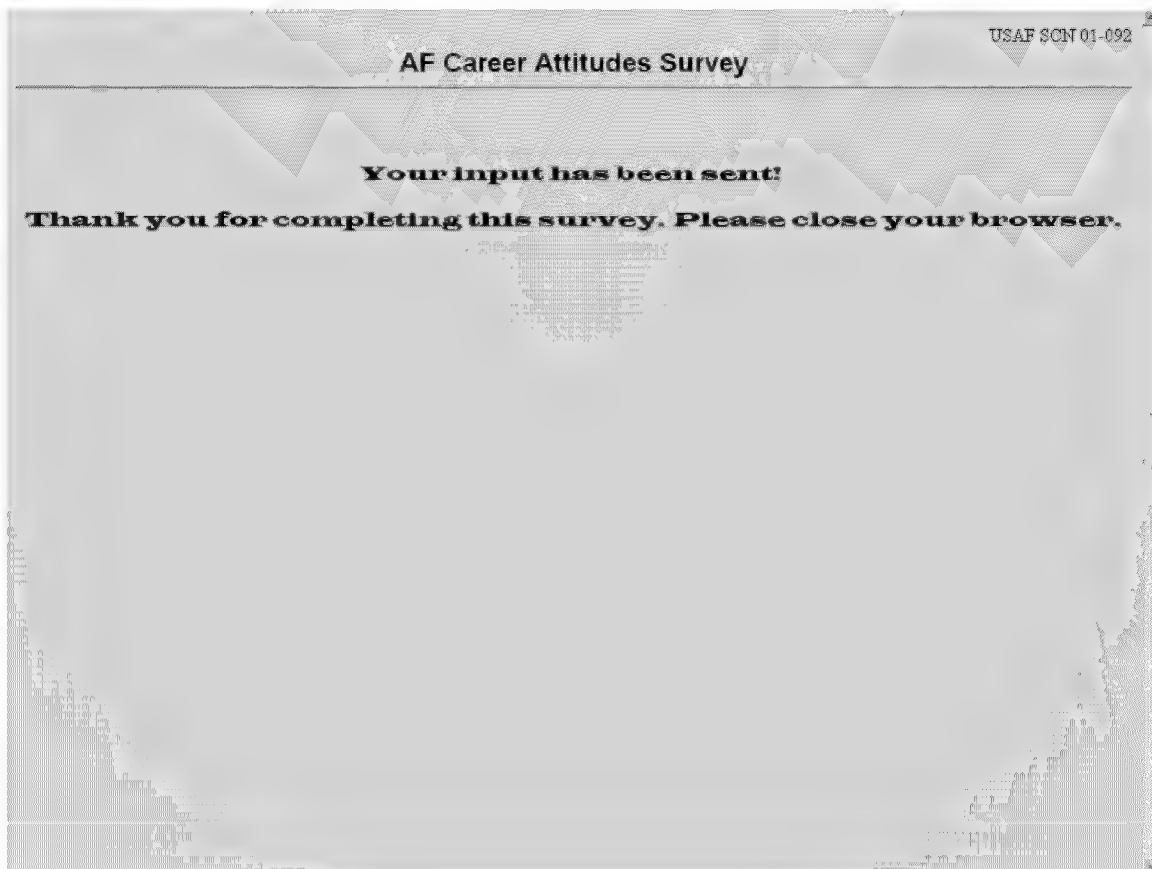 USAF SCN 01-092
AF Career Attitudes Survey
Your input has been sent!
Thank you for completing this survey. Please close your browser.